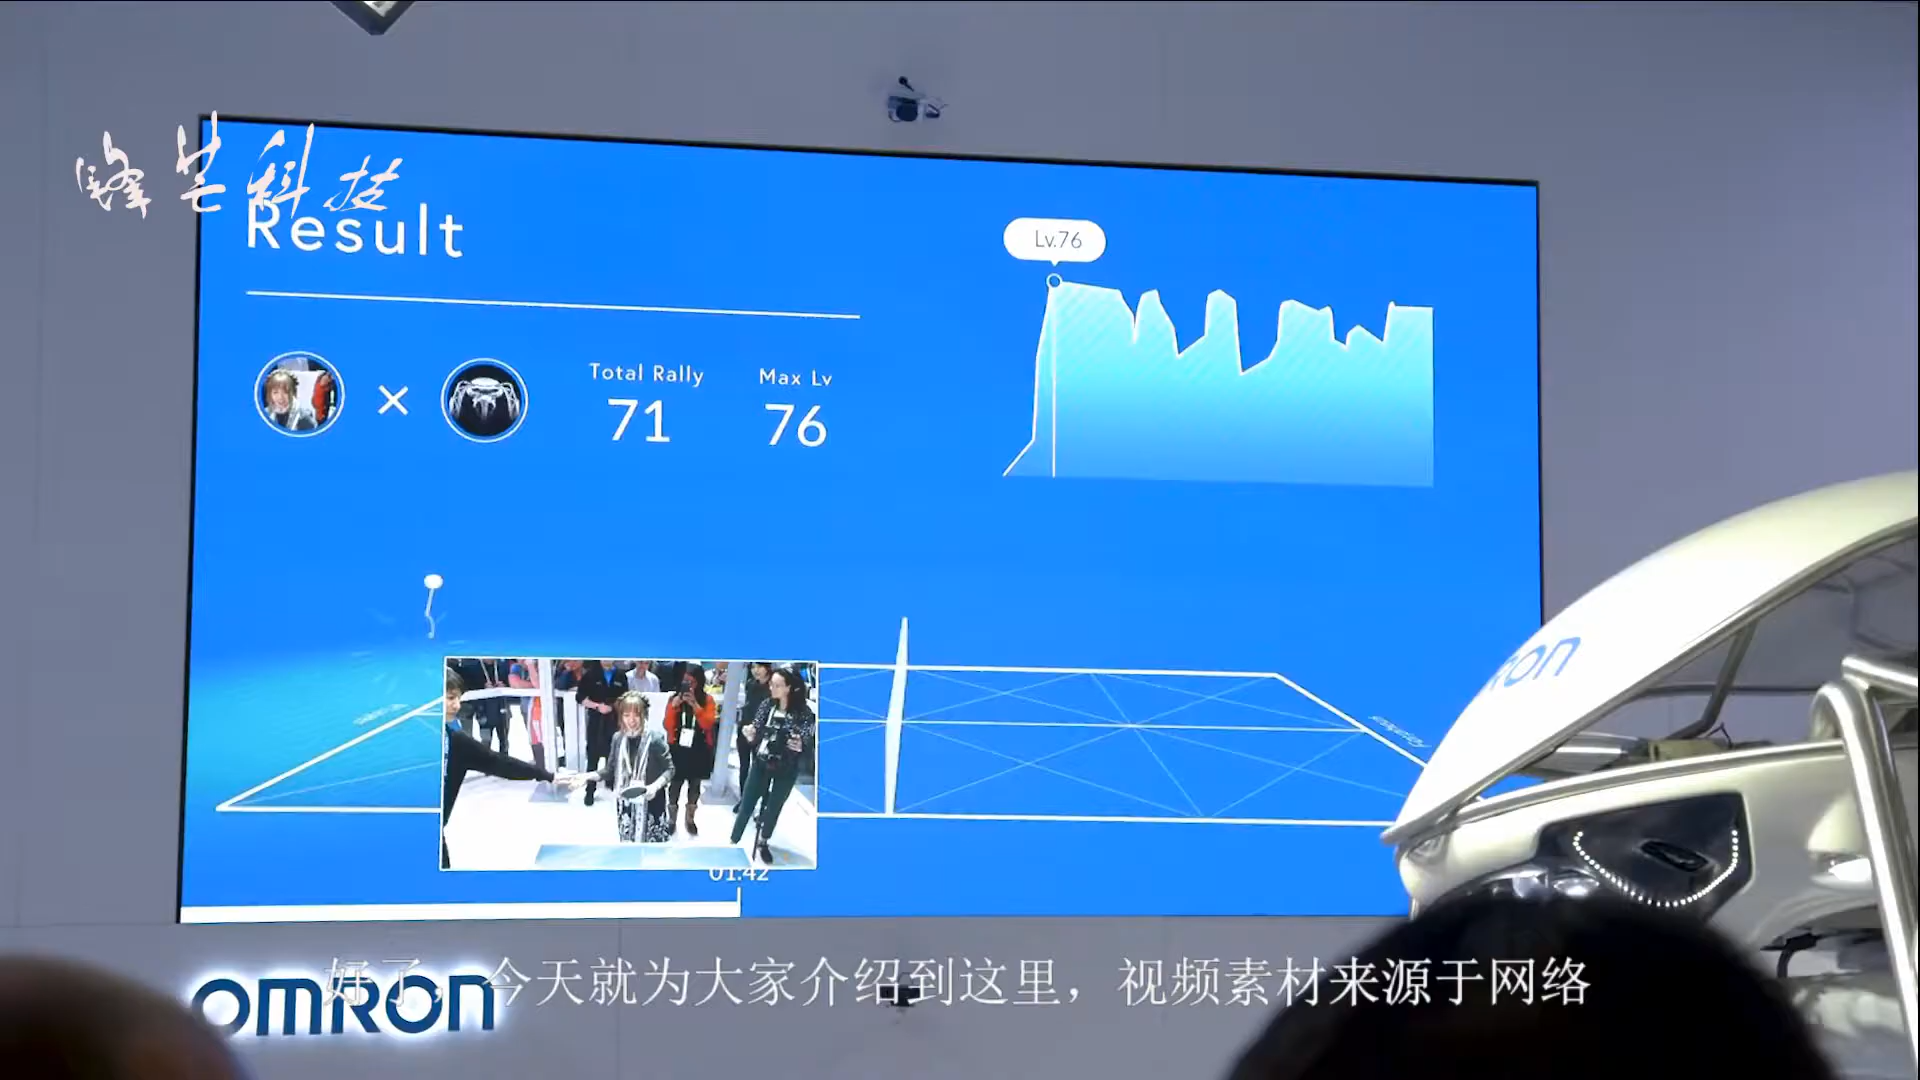 锋芒科技
Result
Lv.76
Total Rally
Max Lv
71
76
01:42
ron
omron
好了，今天就为大家介绍到这里，视频素材来源于网络